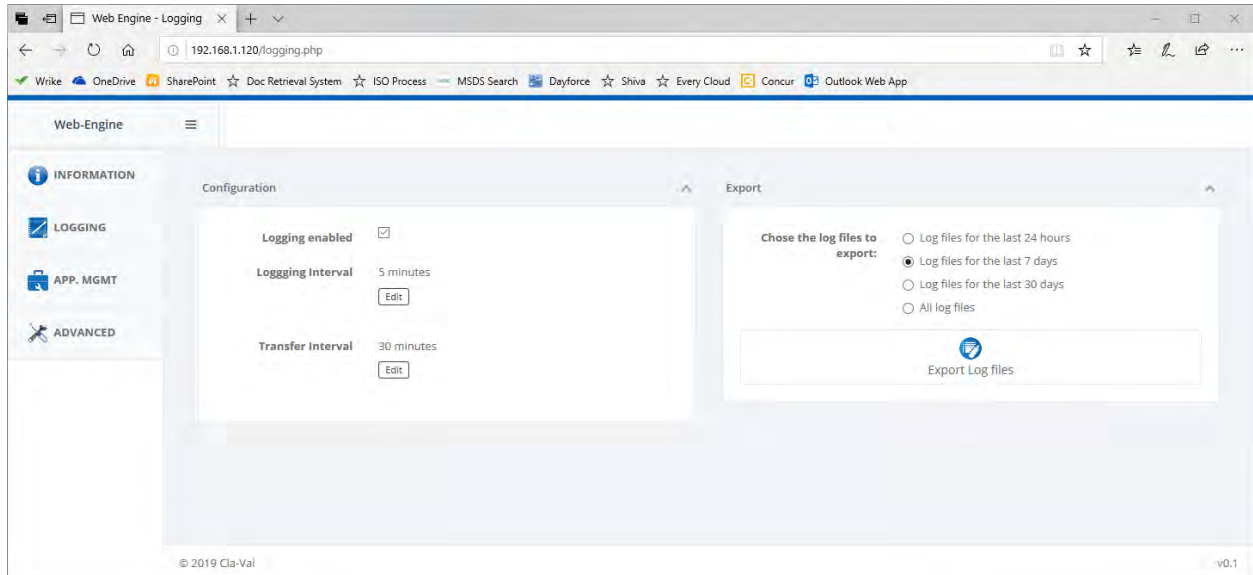 Web Engine - Logging
192.168.1.120/logging.php
Wrike OneDrive SharePoint Doc Retrieval System ISO Process MSDS Search Dayforce Shiva Every Cloud Concur Outlook Web App
Web-Engine
INFORMATION
LOGGING
APP. MGMT
ADVANCED
Configuration
Logging enabled
Loggging Interval 5 minutes
Edit
Transfer Interval 30 minutes
Edit
Export
Chose the log files to export:
Log files for the last 24 hours
Log files for the last 7 days
Log files for the last 30 days
All log files
Export Log files
© 2019 Cla-Val
v0.1